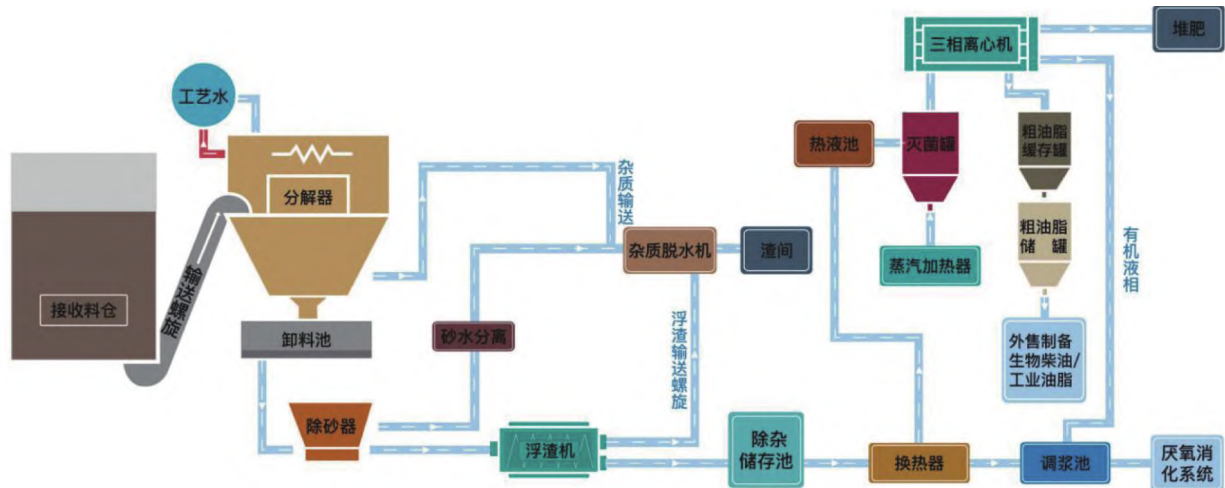 工艺水
分解器
接收料仓
输送螺旋
卸料池
除砂器
砂水分离
杂质输送
杂质脱水机
渣间
浮渣输送螺旋
浮渣机
除杂
储存池
换热器
调浆池
厌氧消
化系统
热液池
灭菌罐
蒸汽加热器
三相离心机
堆肥
粗油脂
缓存罐
粗油脂
储 罐
外售制备
生物柴油/
工业油脂
有机液相